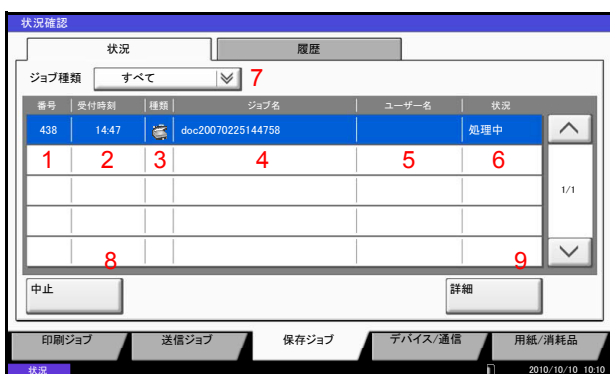 状況確認
状況 履歴
ジョブ種類 すべて 7
番号 受付時刻 種類 ジョブ名 ユーザー名 状況
438 14:47 doc20070225144758 処理中
1 2 3 4 5 6
1/1
8 9
中止 詳細
印刷ジョブ 送信ジョブ 保存ジョブ デバイス/通信 用紙/消耗品
状況 2010/10/10 10:10